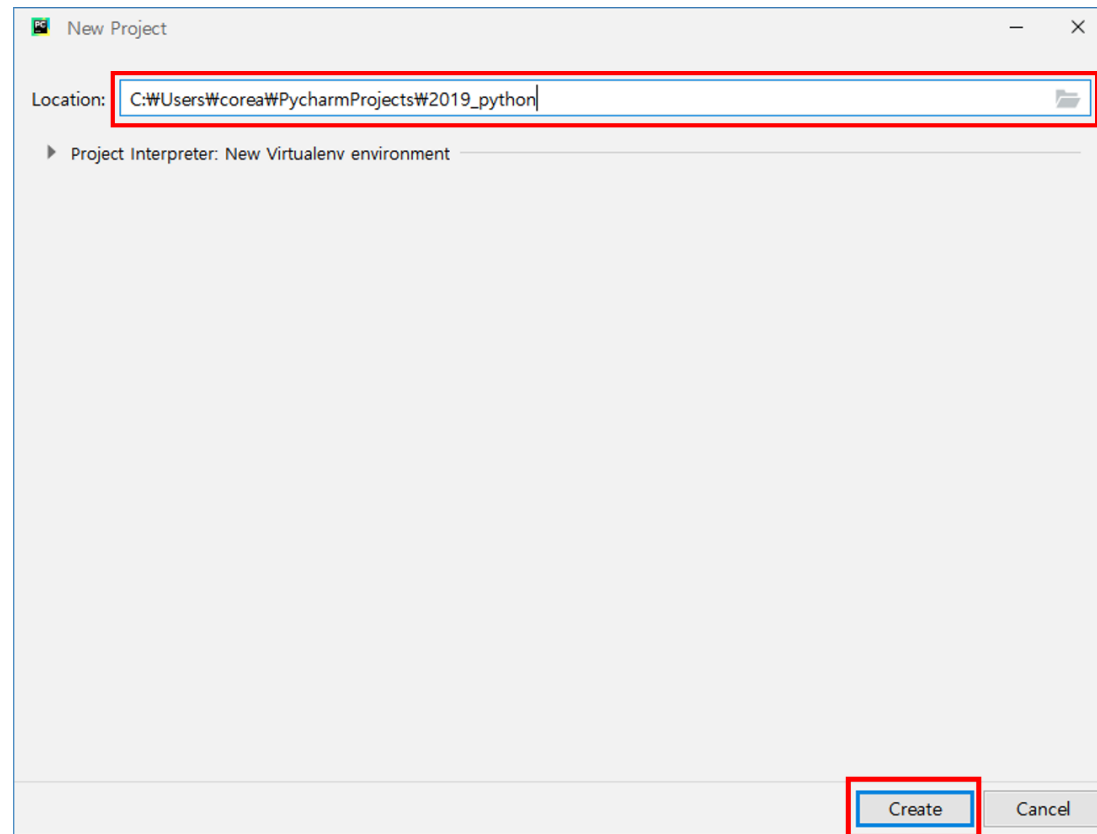 New Project
Location: C:₩Users₩corea₩PycharmProjects₩2019_python
Project Interpreter: New Virtualenv environment
Create Cancel